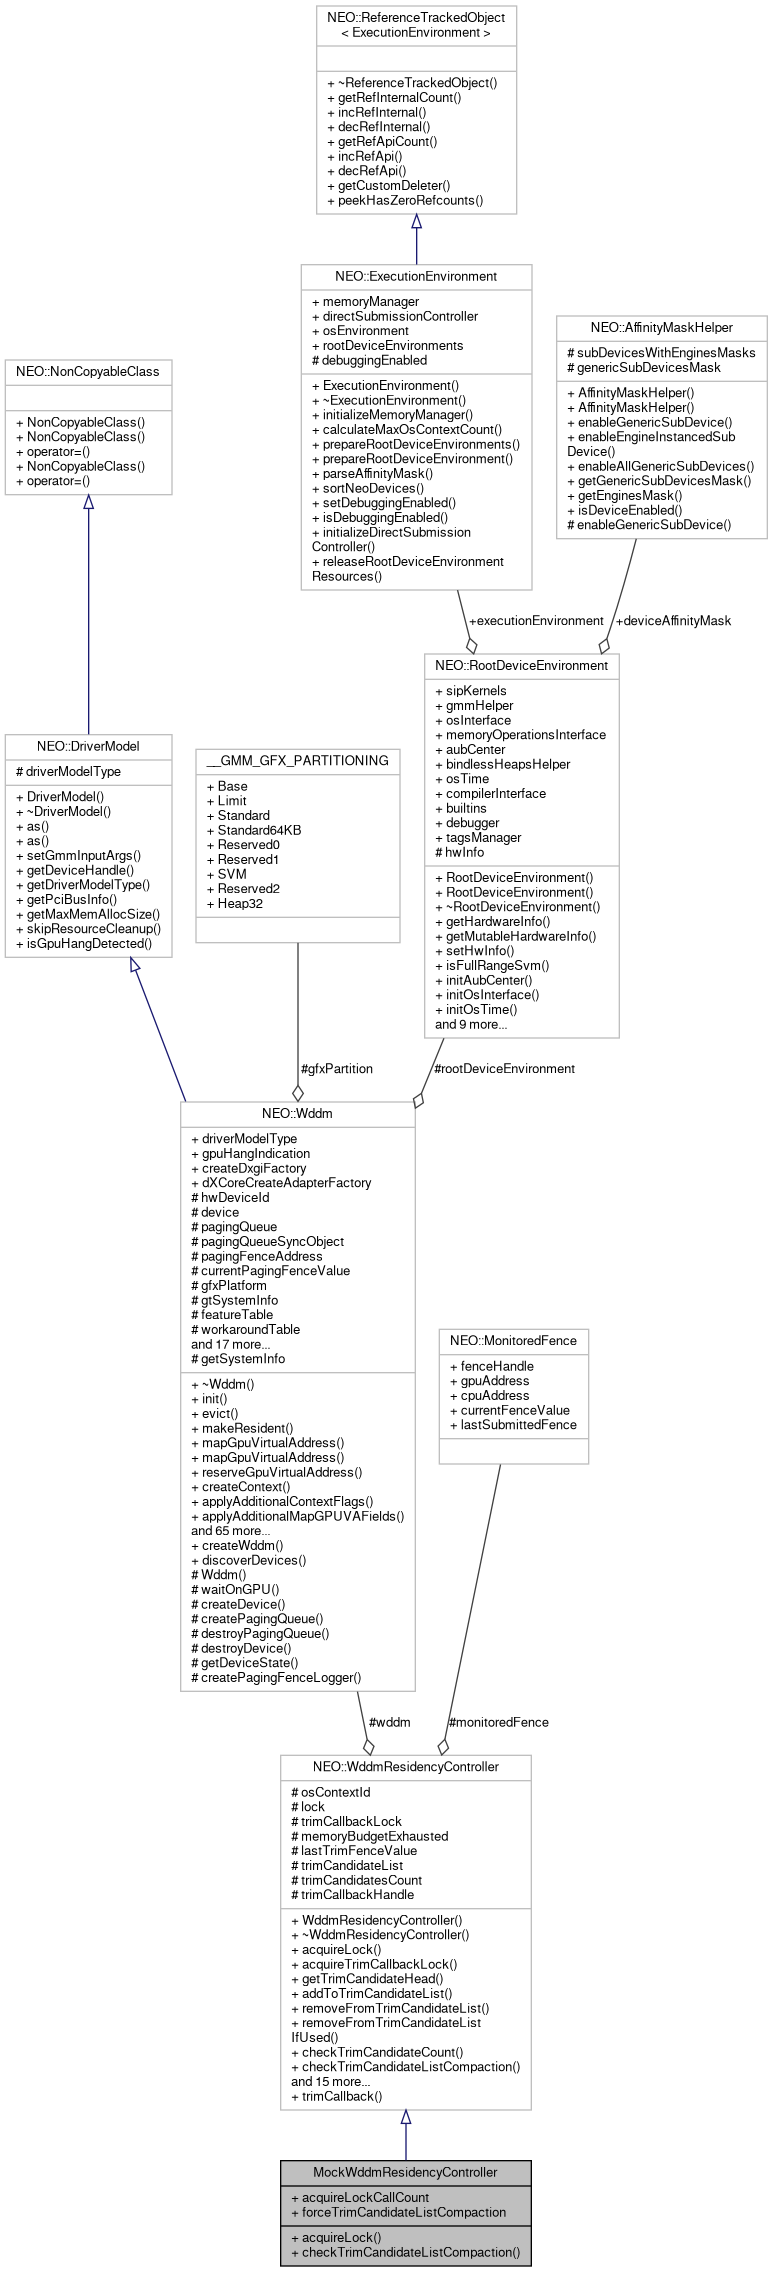 NEO::ReferenceTrackedObject
< ExecutionEnvironment >
+ ~ReferenceTrackedObject()
+ getRefInternalCount()
+ incRefInternal()
+ decRefInternal()
+ getRefApiCount()
+ incRefApi()
+ decRefApi()
+ getCustomDeleter()
+ peekHasZeroRefcounts()
NEO::ExecutionEnvironment
+ memoryManager
+ directSubmissionController
+ osEnvironment
+ rootDeviceEnvironments
# debuggingEnabled
+ ExecutionEnvironment()
+ ~ExecutionEnvironment()
+ initializeMemoryManager()
+ calculateMaxOsContextCount()
+ prepareRootDeviceEnvironments()
+ prepareRootDeviceEnvironment()
+ parseAffinityMask()
+ sortNeoDevices()
+ setDebuggingEnabled()
+ isDebuggingEnabled()
+ initializeDirectSubmission
Controller()
+ releaseRootDeviceEnvironment
Resources()
NEO::AffinityMaskHelper
# subDevicesWithEnginesMasks
# genericSubDevicesMask
+ AffinityMaskHelper()
+ AffinityMaskHelper()
+ enableGenericSubDevice()
+ enableEngineInstancedSub
Device()
+ enableAllGenericSubDevices()
+ getGenericSubDevicesMask()
+ getEnginesMask()
+ isDeviceEnabled()
# enableGenericSubDevice()
NEO::NonCopyableClass
+ NonCopyableClass()
+ NonCopyableClass()
+ operator=()
+ NonCopyableClass()
+ operator=()
+executionEnvironment
+deviceAffinityMask
NEO::RootDeviceEnvironment
+ sipKernels
+ gmmHelper
+ osInterface
+ memoryOperationsInterface
+ aubCenter
+ bindlessHeapsHelper
+ osTime
+ compilerInterface
+ builtins
+ debugger
+ tagsManager
# hwInfo
+ RootDeviceEnvironment()
+ RootDeviceEnvironment()
+ ~RootDeviceEnvironment()
+ getHardwareInfo()
+ getMutableHardwareInfo()
+ setHwInfo()
+ isFullRangeSvm()
+ initAubCenter()
+ initOsInterface()
+ initOsTime()
and 9 more...
NEO::DriverModel
# driverModelType
+ DriverModel()
+ ~DriverModel()
+ as()
+ as()
+ setGmmInputArgs()
+ getDeviceHandle()
+ getDriverModelType()
+ getPciBusInfo()
+ getMaxMemAllocSize()
+ skipResourceCleanup()
+ isGpuHangDetected()
__GMM_GFX_PARTITIONING
+ Base
+ Limit
+ Standard
+ Standard64KB
+ Reserved0
+ Reserved1
+ SVM
+ Reserved2
+ Heap32
#gfxPartition
#rootDeviceEnvironment
NEO::Wddm
+ driverModelType
+ gpuHangIndication
+ createDxgiFactory
+ dXCoreCreateAdapterFactory
# hwDeviceId
# device
# pagingQueue
# pagingQueueSyncObject
# pagingFenceAddress
# currentPagingFenceValue
# gfxPlatform
# gtSystemInfo
# featureTable
# workaroundTable
and 17 more...
# getSystemInfo
+ ~Wddm()
+ init()
+ evict()
+ makeResident()
+ mapGpuVirtualAddress()
+ mapGpuVirtualAddress()
+ reserveGpuVirtualAddress()
+ createContext()
+ applyAdditionalContextFlags()
+ applyAdditionalMapGPUVAFields()
and 65 more...
+ createWddm()
+ discoverDevices()
# Wddm()
# waitOnGPU()
# createDevice()
# createPagingQueue()
# destroyPagingQueue()
# destroyDevice()
# getDeviceState()
# createPagingFenceLogger()
NEO::MonitoredFence
+ fenceHandle
+ gpuAddress
+ cpuAddress
+ currentFenceValue
+ lastSubmittedFence
#wddm
#monitoredFence
NEO::WddmResidencyController
# osContextId
# lock
# trimCallbackLock
# memoryBudgetExhausted
# lastTrimFenceValue
# trimCandidateList
# trimCandidatesCount
# trimCallbackHandle
+ WddmResidencyController()
+ ~WddmResidencyController()
+ acquireLock()
+ acquireTrimCallbackLock()
+ getTrimCandidateHead()
+ addToTrimCandidateList()
+ removeFromTrimCandidateList()
+ removeFromTrimCandidateList
IfUsed()
+ checkTrimCandidateCount()
+ checkTrimCandidateListCompaction()
and 15 more...
+ trimCallback()
MockWddmResidencyController
+ acquireLockCallCount
+ forceTrimCandidateListCompaction
+ acquireLock()
+ checkTrimCandidateListCompaction()